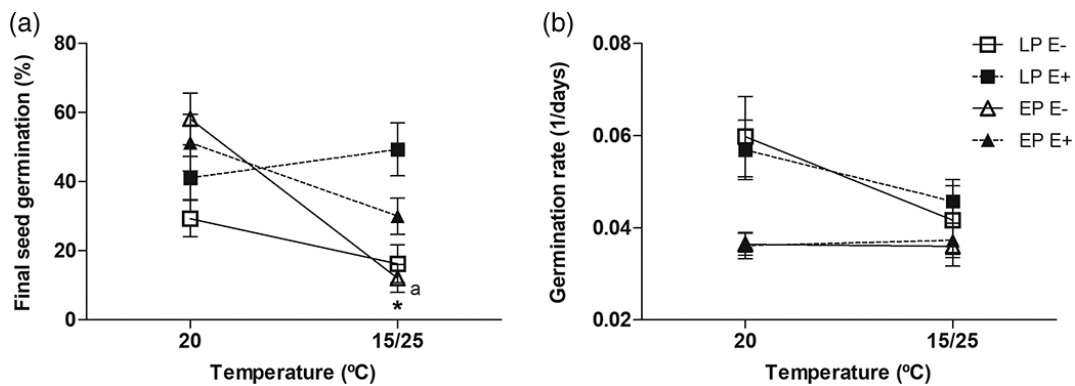 (a)
Final seed germination (%)
80
60
40
20
0
a
*
20
15/25
Temperature (ºC)
(b)
Germination rate (1/days)
0.08
0.06
0.04
0.02
20
15/25
Temperature (ºC)
LP E-
LP E+
EP E-
EP E+